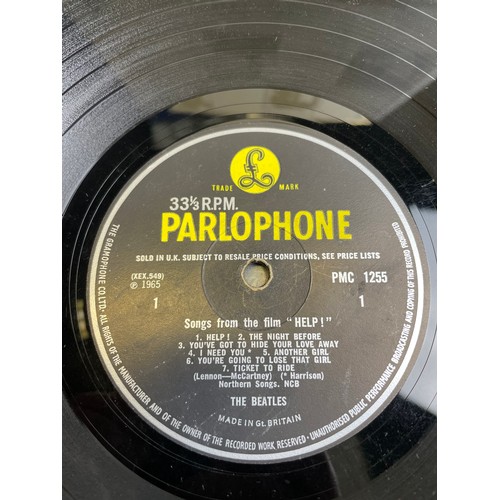 £
TRADE MARK
33⅓ R.P.M.
PARLOPHONE
SOLD IN U.K. SUBJECT TO RESALE PRICE CONDITIONS, SEE PRICE LISTS
(XEX.549)
PMC 1255
℗ 1965
1
1
Songs from the film "HELP!"
1. HELP! 2. THE NIGHT BEFORE
3. YOU'VE GOT TO HIDE YOUR LOVE AWAY
4. I NEED YOU * 5. ANOTHER GIRL
6. YOU'RE GOING TO LOSE THAT GIRL
7. TICKET TO RIDE
(Lennon—McCartney) (* Harrison)
Northern Songs. NCB
THE BEATLES
MADE IN Gt. BRITAIN
THE GRAMOPHONE CO. LTD. · ALL RIGHTS OF THE MANUFACTURER AND OF THE OWNER OF THE RECORDED WORK RESERVED · UNAUTHORISED PUBLIC PERFORMANCE BROADCASTING AND COPYING OF THIS RECORD PROHIBITED